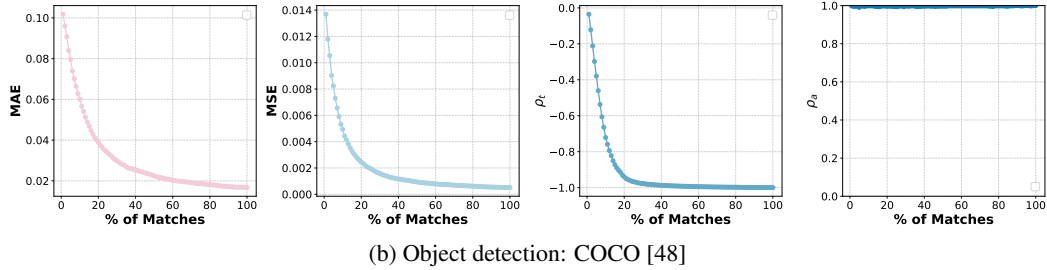 MAE
0.10
0.08
0.06
0.04
0.02
0 20 40 60 80 100
% of Matches
MSE
0.014
0.012
0.010
0.008
0.006
0.004
0.002
0.000
0 20 40 60 80 100
% of Matches
ρt
0.0
−0.2
−0.4
−0.6
−0.8
−1.0
0 20 40 60 80 100
% of Matches
ρa
1.0
0.8
0.6
0.4
0.2
0.0
0 20 40 60 80 100
% of Matches
(b) Object detection: COCO [48]